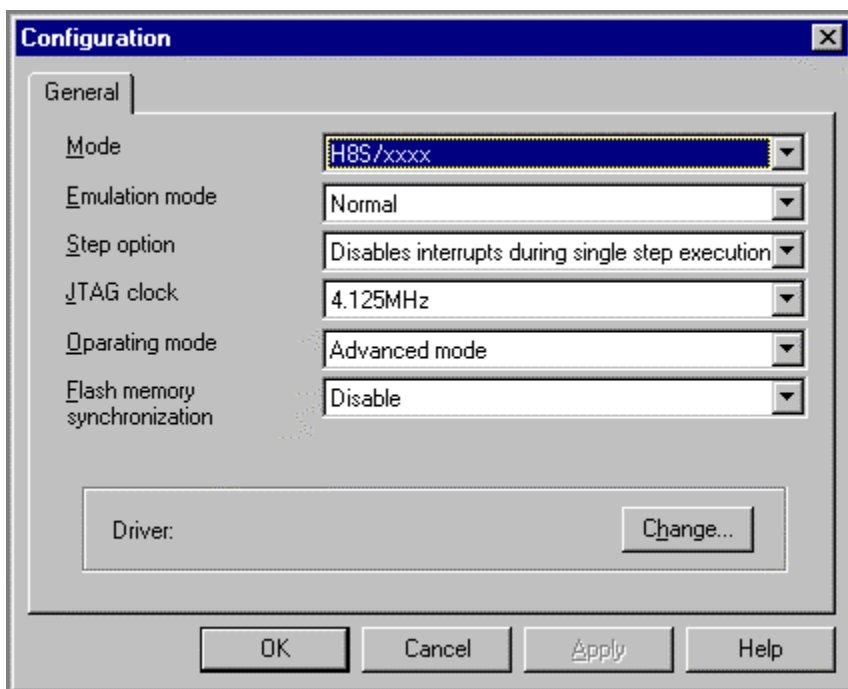 Configuration
General
Mode H8S/xxxx
Emulation mode Normal
Step option Disables interrupts during single step execution
JTAG clock 4.125MHz
Oparating mode Advanced mode
Flash memory
synchronization Disable
Driver: Change...
OK Cancel Apply Help